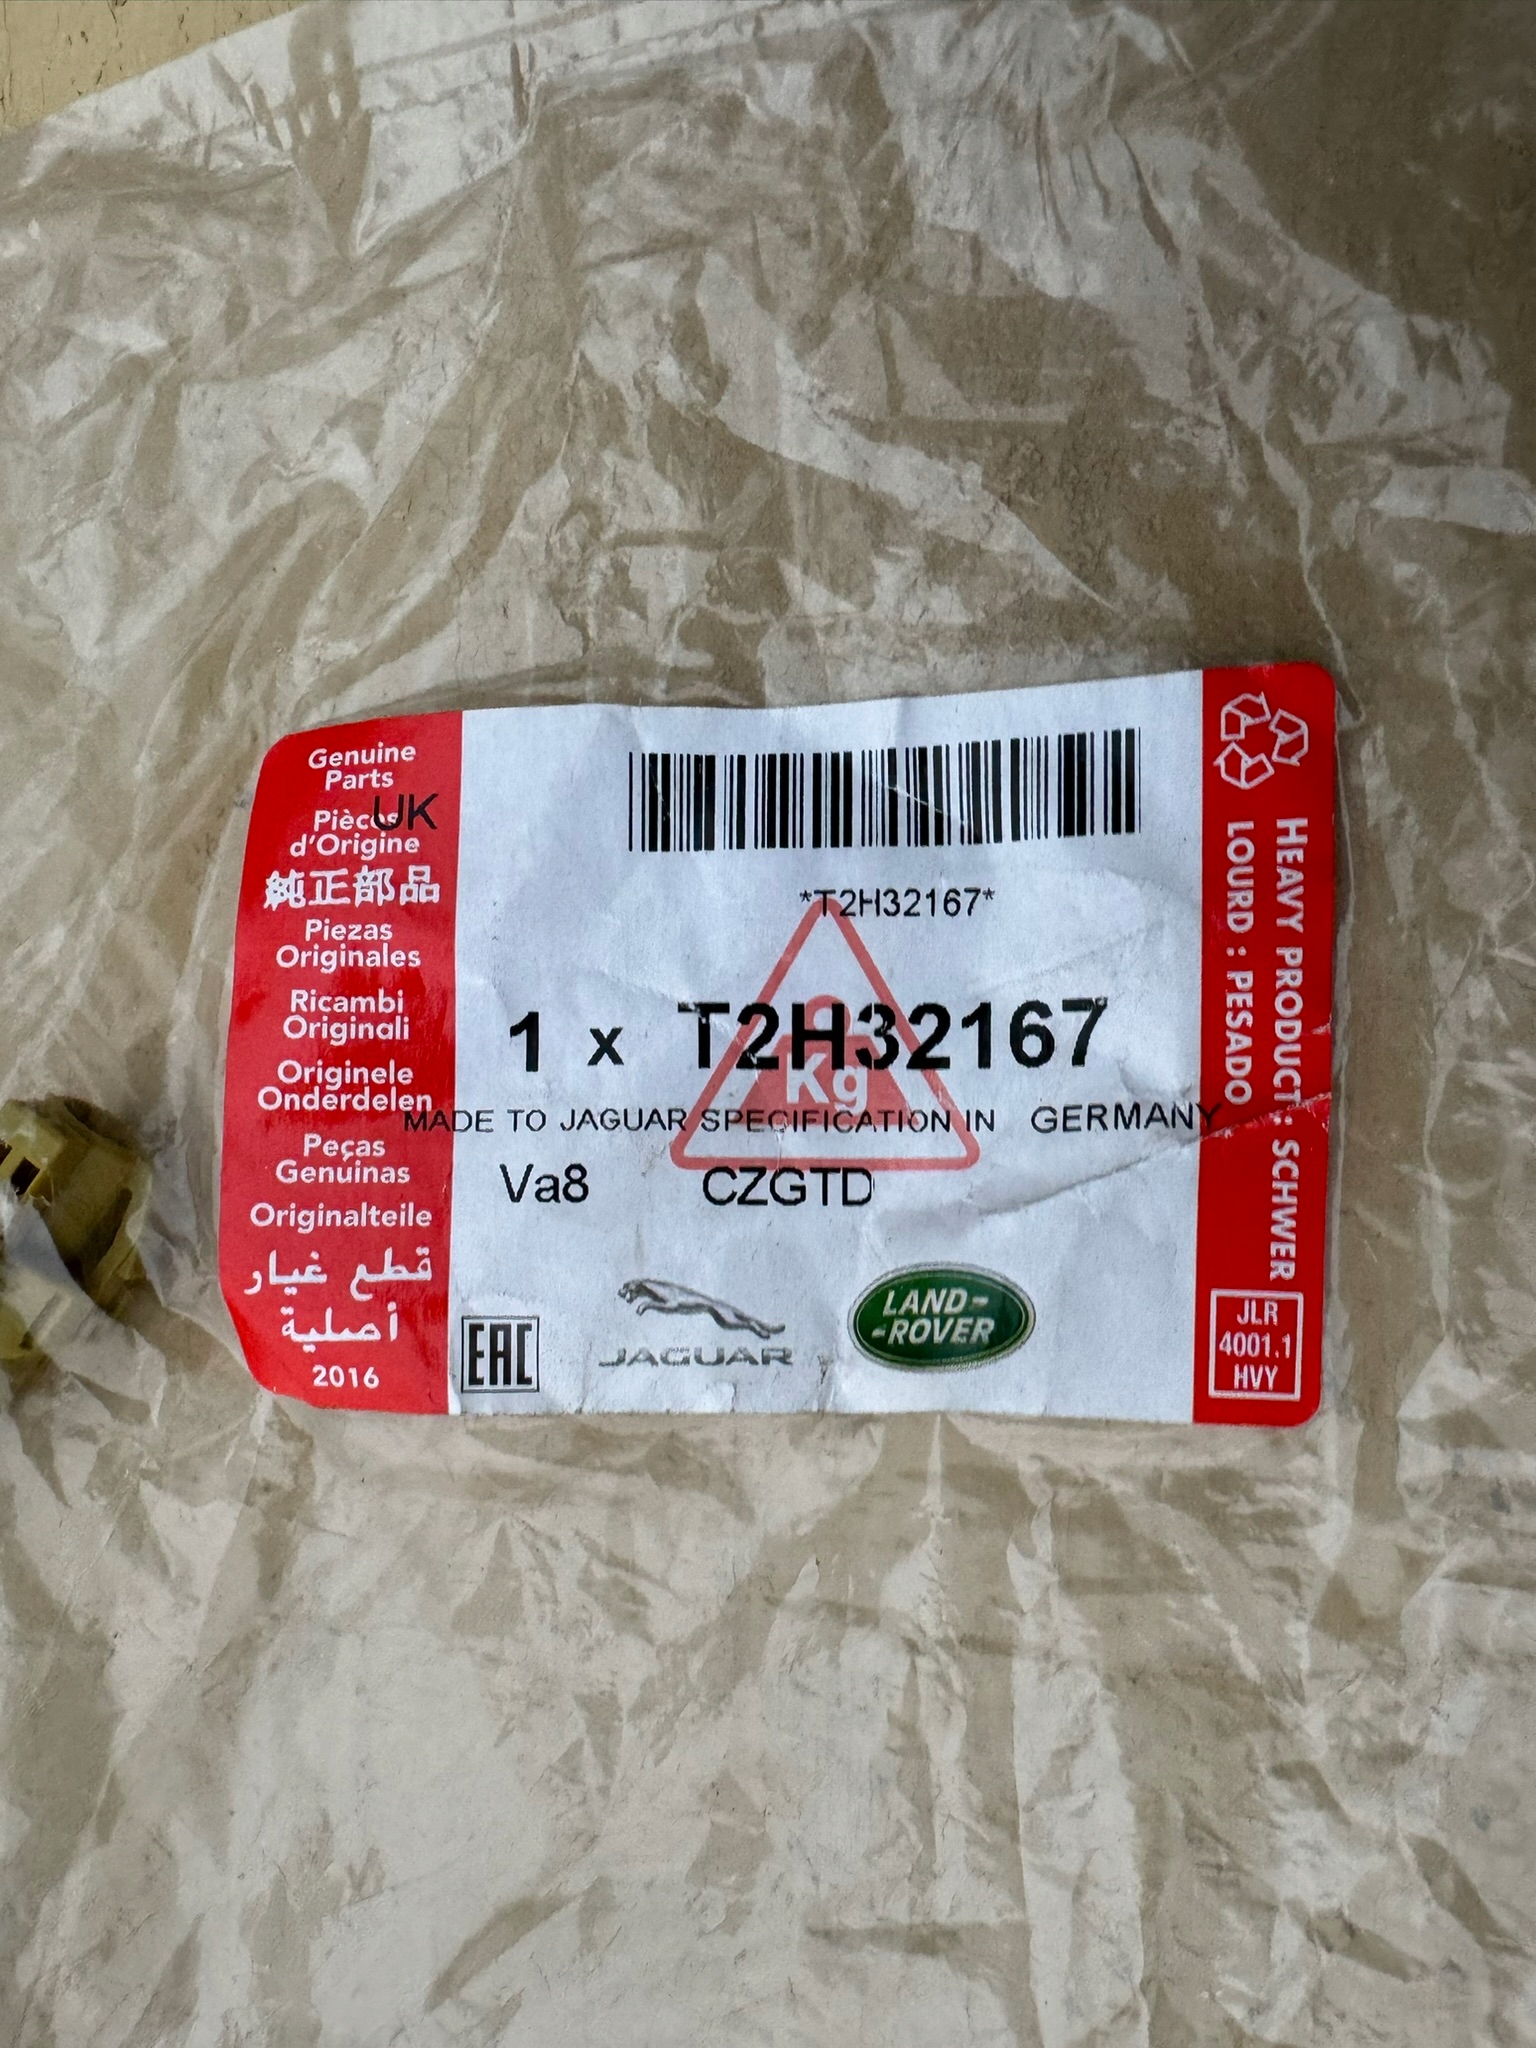 Genuine
Parts
UK
Pièces
d'Origine
純正部品
Piezas
Originales
Ricambi
Originali
Originele
Onderdelen
Peças
Genuinas
Originalteile
قطع غيار
أصلية
2016
*T2H32167*
1 x T2H32167
Kg
MADE TO JAGUAR SPECIFICATION IN GERMANY
Va8 CZGTD
EAC
JAGUAR
LAND-
-ROVER
HEAVY PRODUCT : SCHWER
LOURD : PESADO
JLR
4001.1
HVY